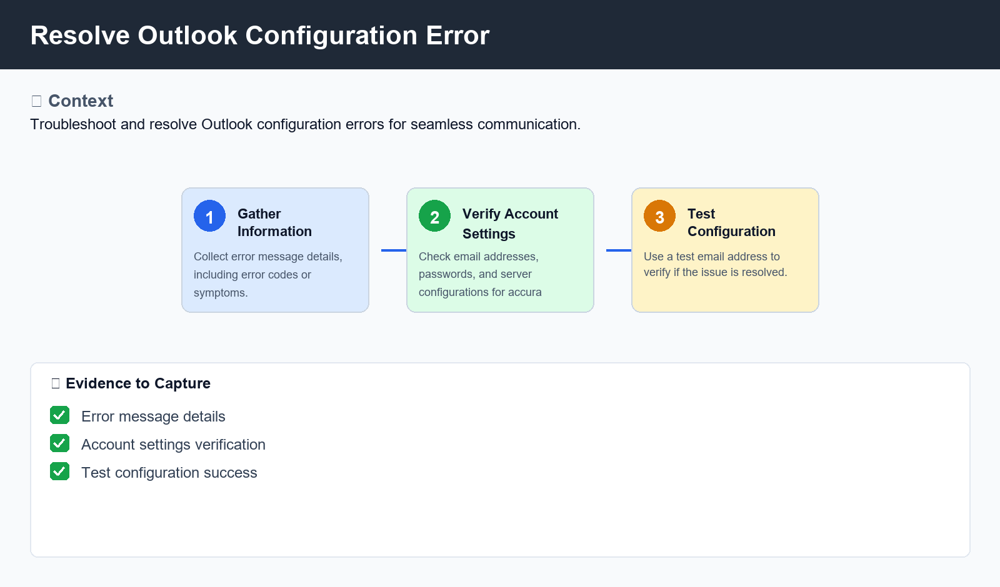 Resolve Outlook Configuration Error
Context
Troubleshoot and resolve Outlook configuration errors for seamless communication.
1
Gather
Information
Collect error message details,
including error codes or
symptoms.
2
Verify Account
Settings
Check email addresses,
passwords, and server
configurations for accura
3
Test
Configuration
Use a test email address to
verify if the issue is resolved.
Evidence to Capture
Error message details
Account settings verification
Test configuration success